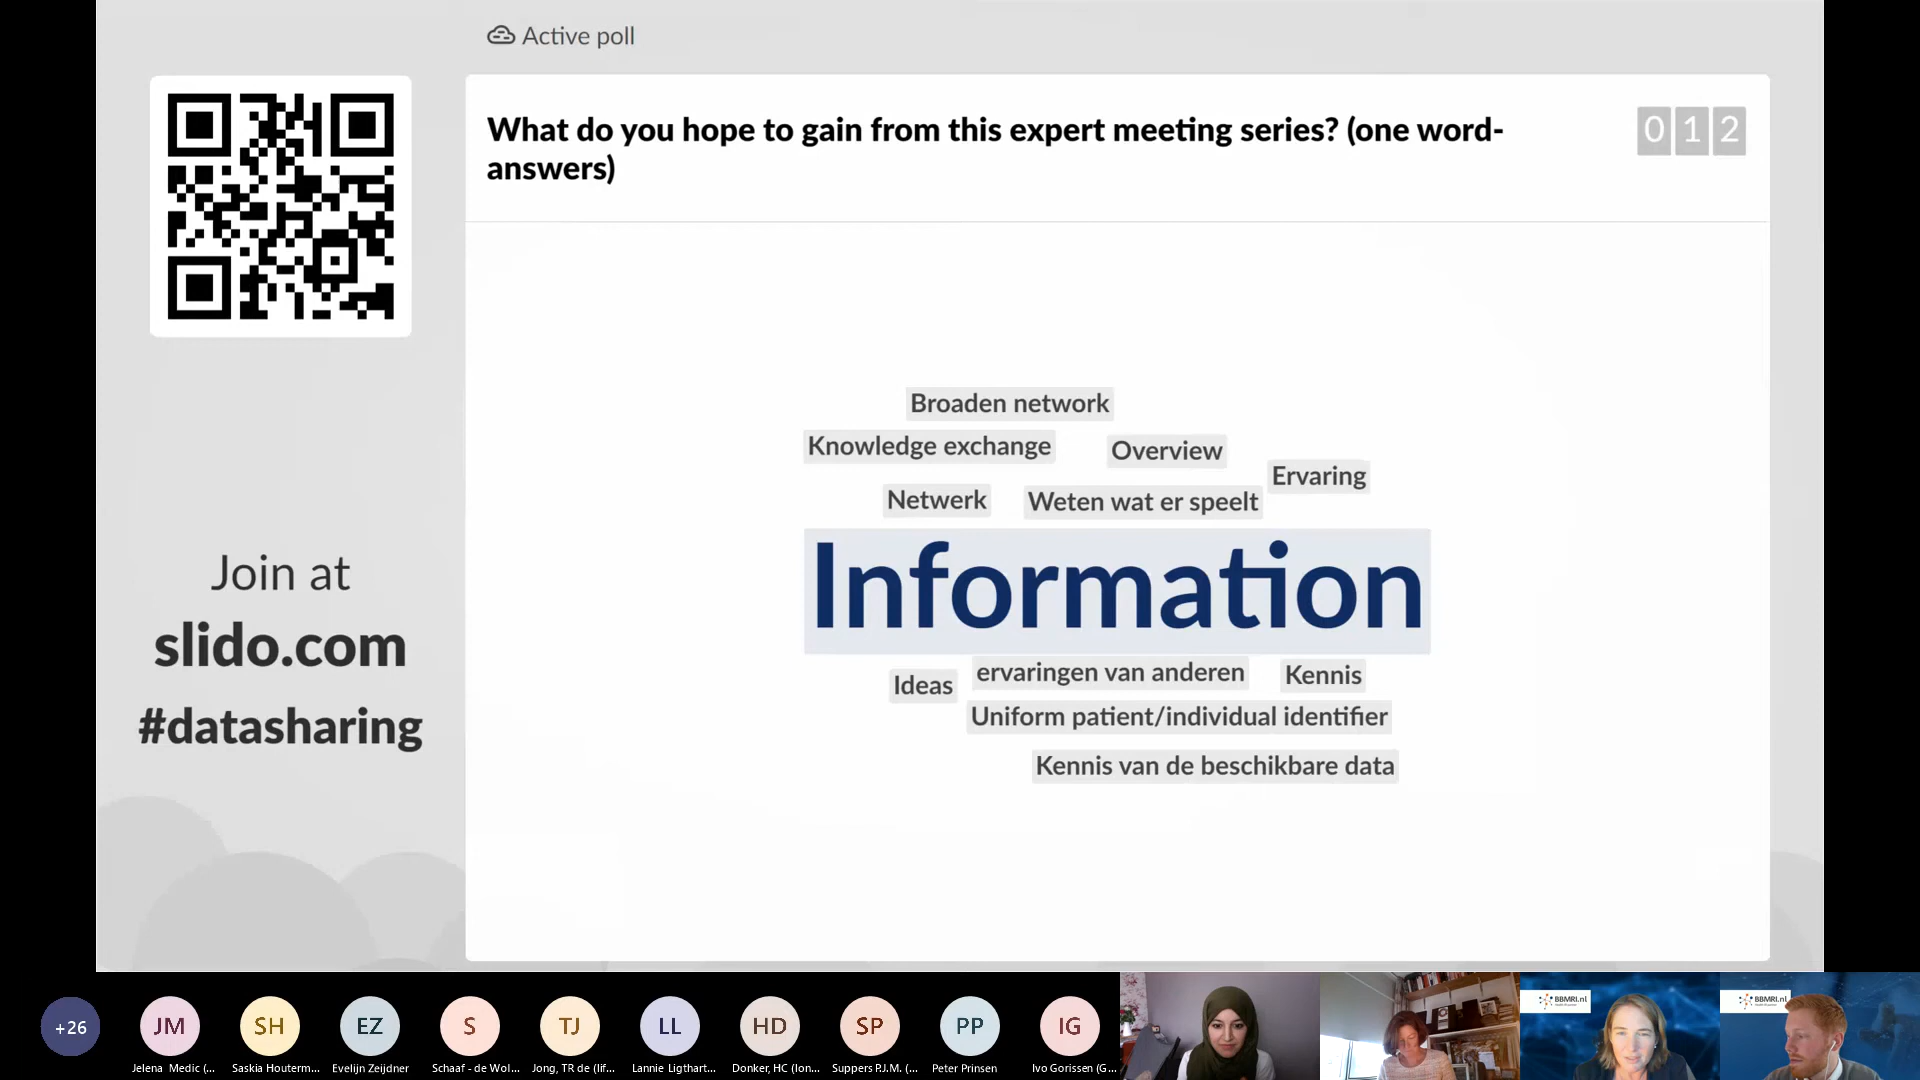 Active poll
What do you hope to gain from this expert meeting series? (one word-
answers)
012
Broaden network
Knowledge exchange
Overview
Ervaring
Netwerk
Weten wat er speelt
Information
Ideas
ervaringen van anderen
Kennis
Uniform patient/individual identifier
Kennis van de beschikbare data
Join at
slido.com
#datasharing
+26
JM
SH
EZ
S
TJ
LL
HD
SP
PP
IG
Jelena Medic (...
Saskia Houterm...
Evelijn Zeijdner
Schaaf - de Wol...
Jong, TR de (lif...
Lannie Ligthart...
Donker, HC (lon...
Suppers P.J.M. (...
Peter Prinsen
Ivo Gorissen (G...
BBMRI.nl
BBMRI.nl